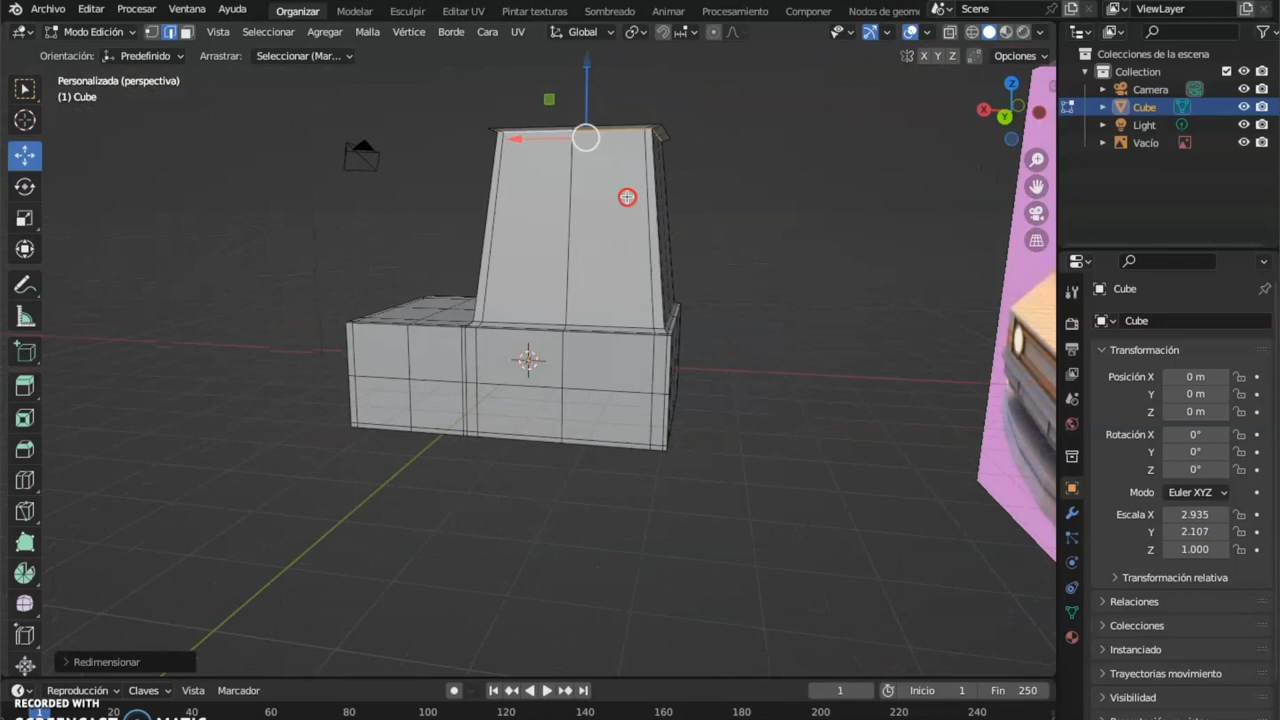 Archivo Editar Procesar Ventana Ayuda Organizar Modelar Esculpir Editar UV Pintar texturas Sombreado Animar Procesamiento Componer Nodos de geome Scene ViewLayer
Modo Edición Vista Seleccionar Agregar Malla Vértice Borde Cara UV Global
Orientación: Predefinido Arrastrar: Seleccionar (Mar... X Y Z Opciones
Personalizada (perspectiva)
(1) Cube
Z
X
Y
Colecciones de la escena
Collection
Camera
Cube
Light
Vacío
Cube
Cube
Transformación
Posición X 0 m
Y 0 m
Z 0 m
Rotación X 0°
Y 0°
Z 0°
Modo Euler XYZ
Escala X 2.935
Y 2.107
Z 1.000
Transformación relativa
Relaciones
Colecciones
Instanciado
Trayectorias movimiento
Visibilidad
Redimensionar
Reproducción Claves Vista Marcador 1 Inicio 1 Fin 250
1 20 40 60 80 100 120 140 160 180 200 220 240
RECORDED WITH